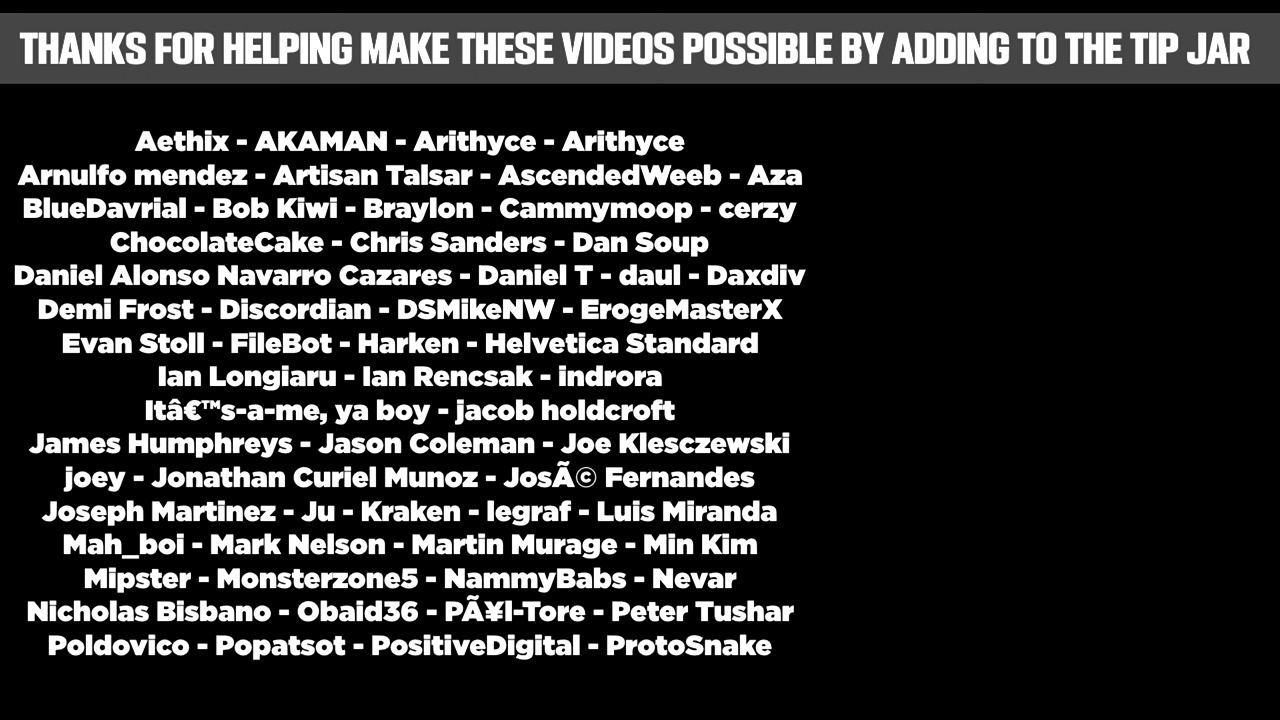 THANKS FOR HELPING MAKE THESE VIDEOS POSSIBLE BY ADDING TO THE TIP JAR
Aethix - AKAMAN - Arithyce - Arithyce
Arnulfo mendez - Artisan Talsar - AscendedWeeb - Aza
BlueDavrial - Bob Kiwi - Braylon - Cammymoop - cerzy
ChocolateCake - Chris Sanders - Dan Soup
Daniel Alonso Navarro Cazares - Daniel T - daul - Daxdiv
Demi Frost - Discordian - DSMikeNW - ErogeMasterX
Evan Stoll - FileBot - Harken - Helvetica Standard
Ian Longiaru - Ian Rencsak - indrora
Itâ€™s-a-me, ya boy - jacob holdcroft
James Humphreys - Jason Coleman - Joe Klesczewski
joey - Jonathan Curiel Munoz - JosÃ© Fernandes
Joseph Martinez - Ju - Kraken - legraf - Luis Miranda
Mah_boi - Mark Nelson - Martin Murage - Min Kim
Mipster - Monsterzone5 - NammyBabs - Nevar
Nicholas Bisbano - Obaid36 - PÃ¥l-Tore - Peter Tushar
Poldovico - Popatsot - PositiveDigital - ProtoSnake